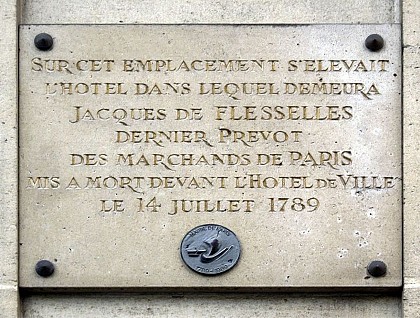 SUR CET EMPLACEMENT S'ELEVAIT
L'HOTEL DANS LEQUEL DEMEURA
JACQUES DE FLESSELLES
DERNIER PREVOT
DES MARCHANDS DE PARIS
MIS A MORT DEVANT L'HOTEL DE VILLE
LE 14 JUILLET 1789